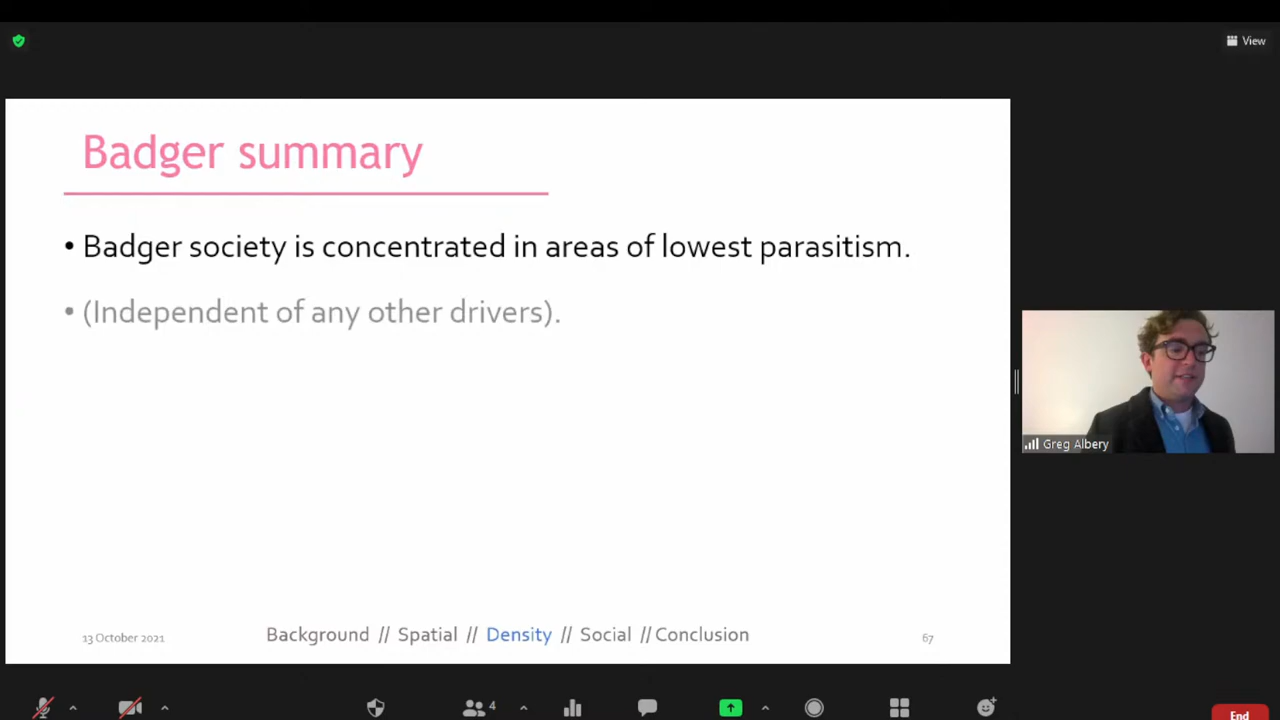 View
Badger summary
• Badger society is concentrated in areas of lowest parasitism.
• (Independent of any other drivers).
Greg Albery
13 October 2021
Background // Spatial // Density // Social // Conclusion
67
4
End